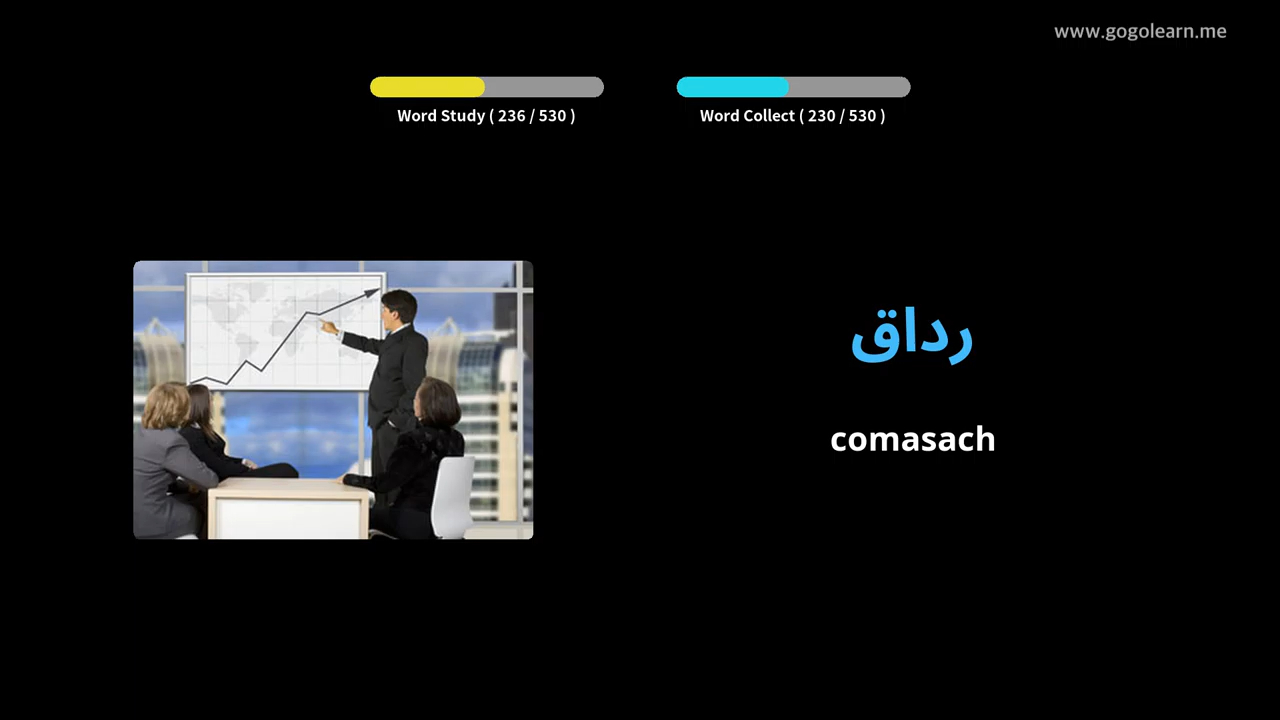 www.gogolearn.me
Word Study ( 236 / 530 )
Word Collect ( 230 / 530 )
رداق
comasach